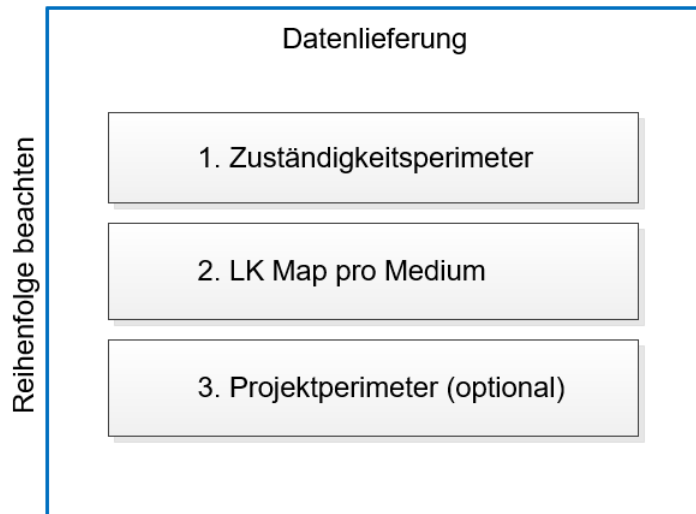 Datenlieferung
Reihenfolge beachten
1. Zuständigkeitsperimeter
2. LK Map pro Medium
3. Projektperimeter (optional)